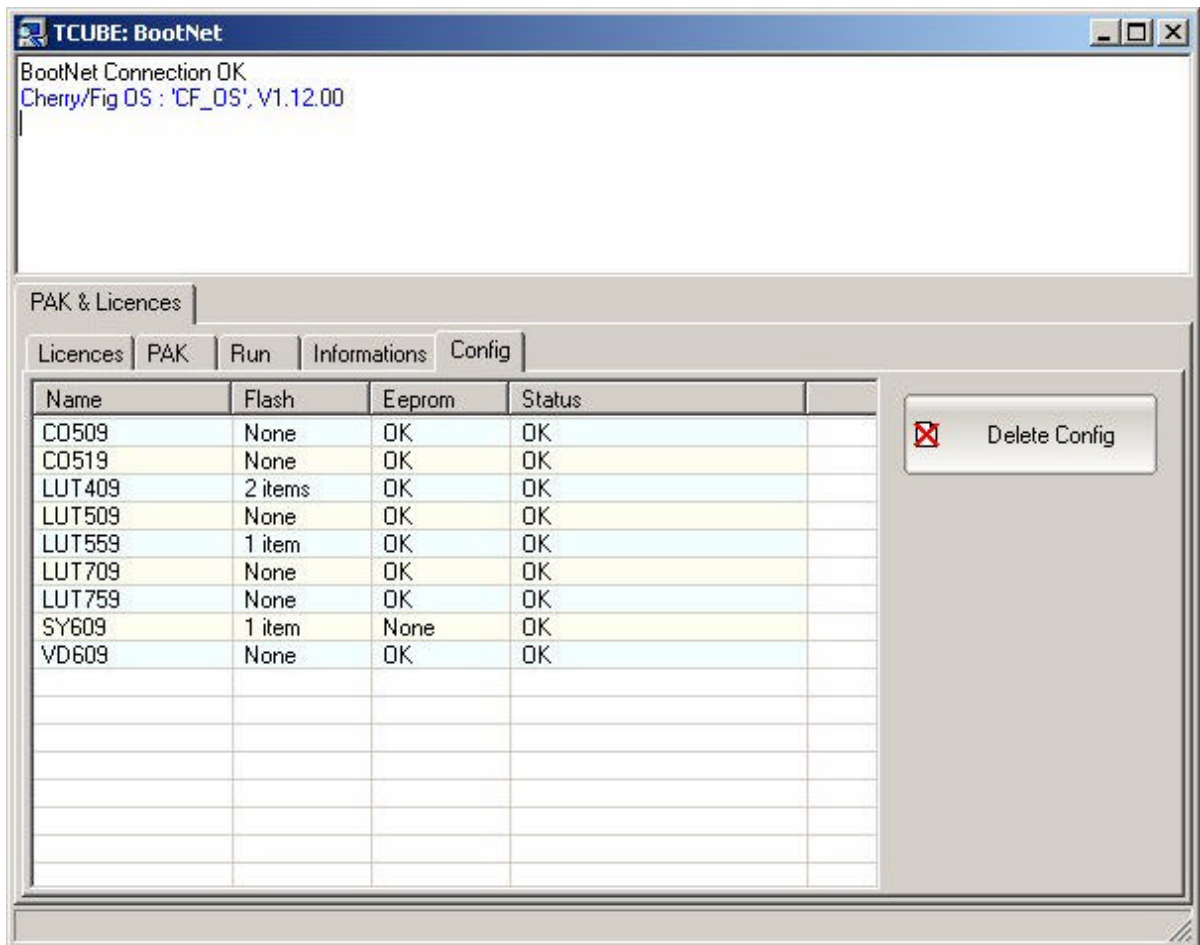 TCUBE: BootNet
BootNet Connection OK
Cherry/Fig OS : 'CF_OS', V1.12.00
PAK & Licences
Licences PAK Run Informations Config
Name Flash Eeprom Status
CO509 None OK OK
CO519 None OK OK
LUT409 2 items OK OK
LUT509 None OK OK
LUT559 1 item OK OK
LUT709 None OK OK
LUT759 None OK OK
SY609 1 item None OK
VD609 None OK OK
Delete Config